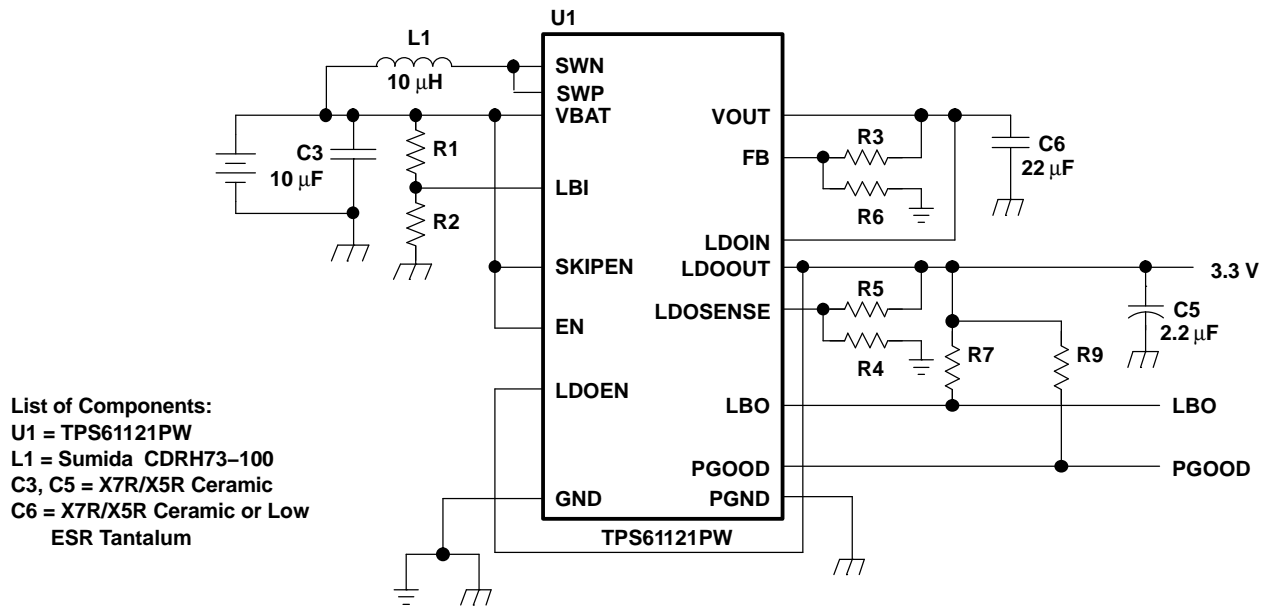 U1
L1
10 μH
SWN
SWP
VBAT
VOUT
R3
C6
22 μF
C3
10 μF
R1
FB
LBI
R6
R2
LDOIN
SKIPEN
LDOOUT
3.3 V
R5
LDOSENSE
C5
2.2 μF
EN
R4
R7
R9
LDOEN
LBO
LBO
List of Components:
U1 = TPS61121PW
L1 = Sumida CDRH73–100
C3, C5 = X7R/X5R Ceramic
C6 = X7R/X5R Ceramic or Low
ESR Tantalum
PGOOD
PGOOD
GND
PGND
TPS61121PW